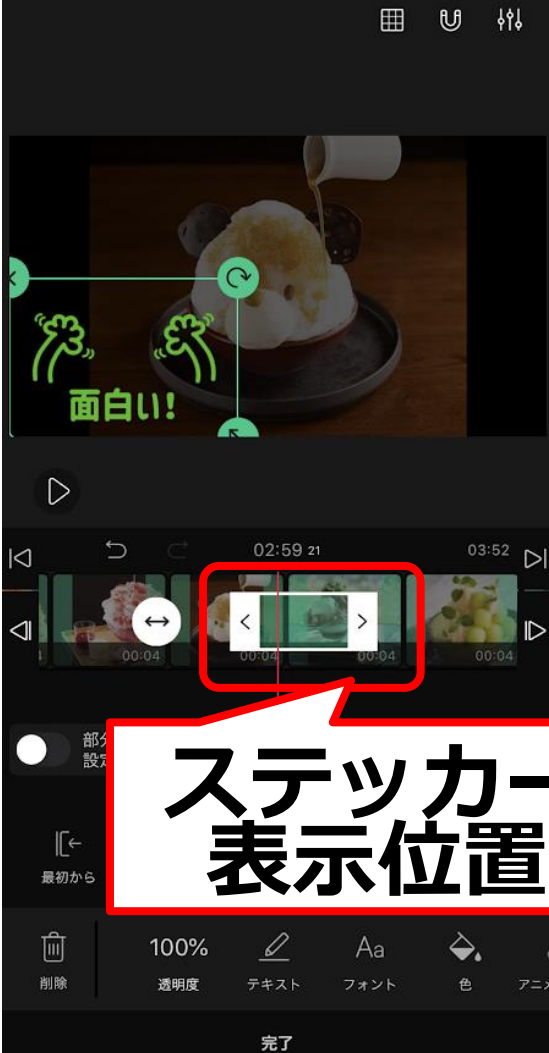 面白い!
02:59 21
03:52
00:04
00:04
00:04
00:04
ステッカー
表示位置
最初から
100%
Aa
削除
透明度
テキスト
フォント
色
完了